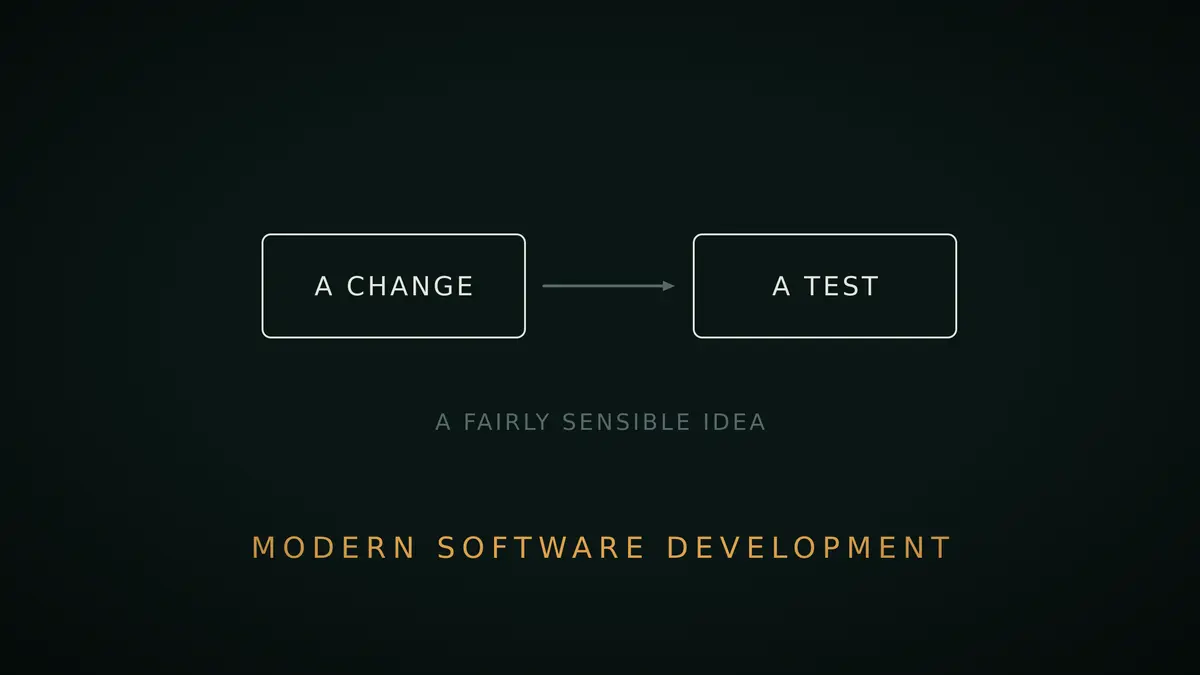 A CHANGE
A TEST
A FAIRLY SENSIBLE IDEA
MODERN SOFTWARE DEVELOPMENT